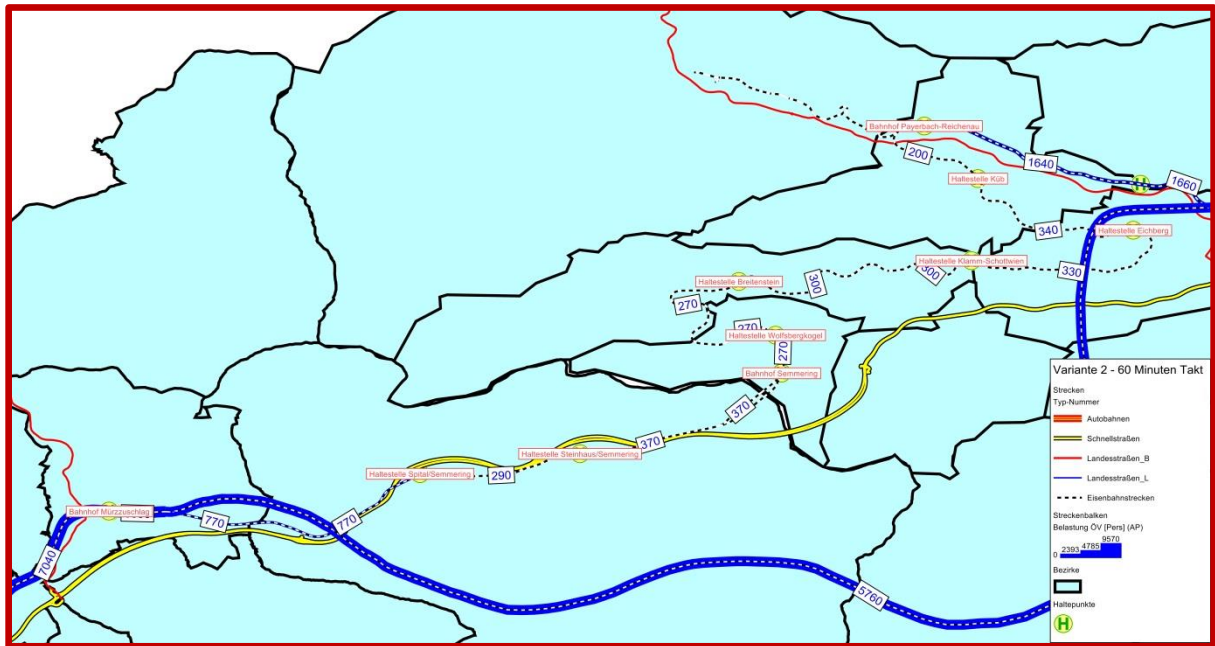 Bahnhof Payerbach-Reichenau
200
1640
1660
Haltestelle Küb
340
Haltestelle Eichberg
Haltestelle Klamm-Schottwien
300
330
Haltestelle Breitenstein
300
270
270
Haltestelle Wolfsbergkogel
270
Bahnhof Semmering
370
370
Haltestelle Steinhaus/Semmering
Haltestelle Spital/Semmering
290
Bahnhof Mürzzuschlag
770
770
7040
5760
Variante 2 - 60 Minuten Takt
Strecken
Typ-Nummer
Autobahnen
Schnellstraßen
Landesstraßen_B
Landesstraßen_L
Eisenbahnstrecken
Streckenbalken
Belastung ÖV [Pers] (AP)
0 2393 4785 9570
Bezirke
Haltepunkte
H